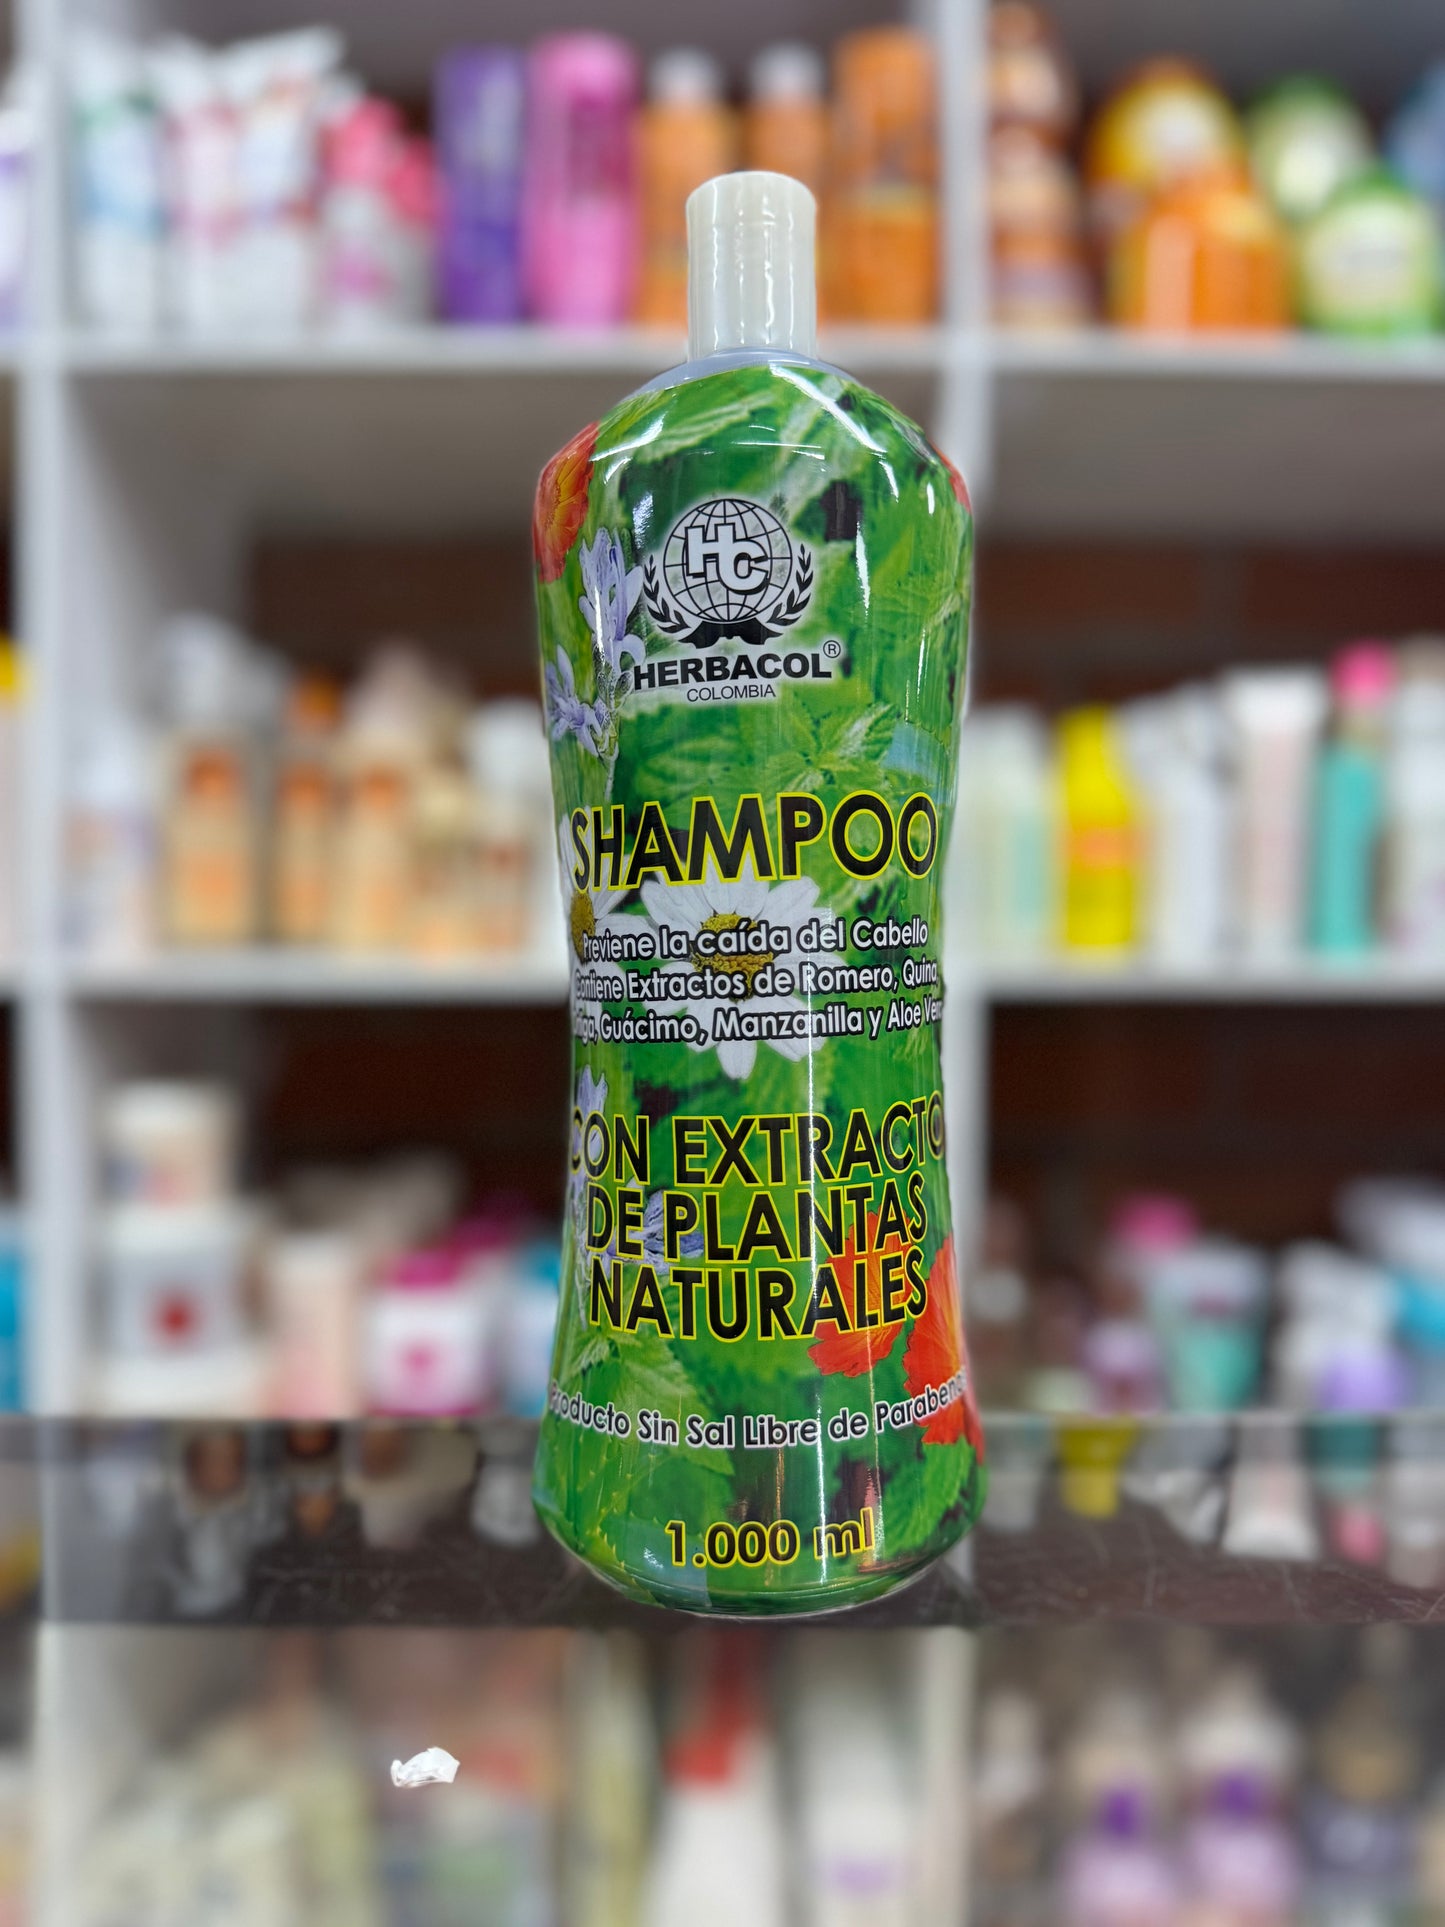 HC
HERBACOL®
COLOMBIA
SHAMPOO
Previene la caída del Cabello
Contiene Extractos de Romero, Quina,
Guácimo, Manzanilla y Aloe Vera
CON EXTRACTO
DE PLANTAS
NATURALES
Producto Sin Sal Libre de Parabenos
1.000 ml